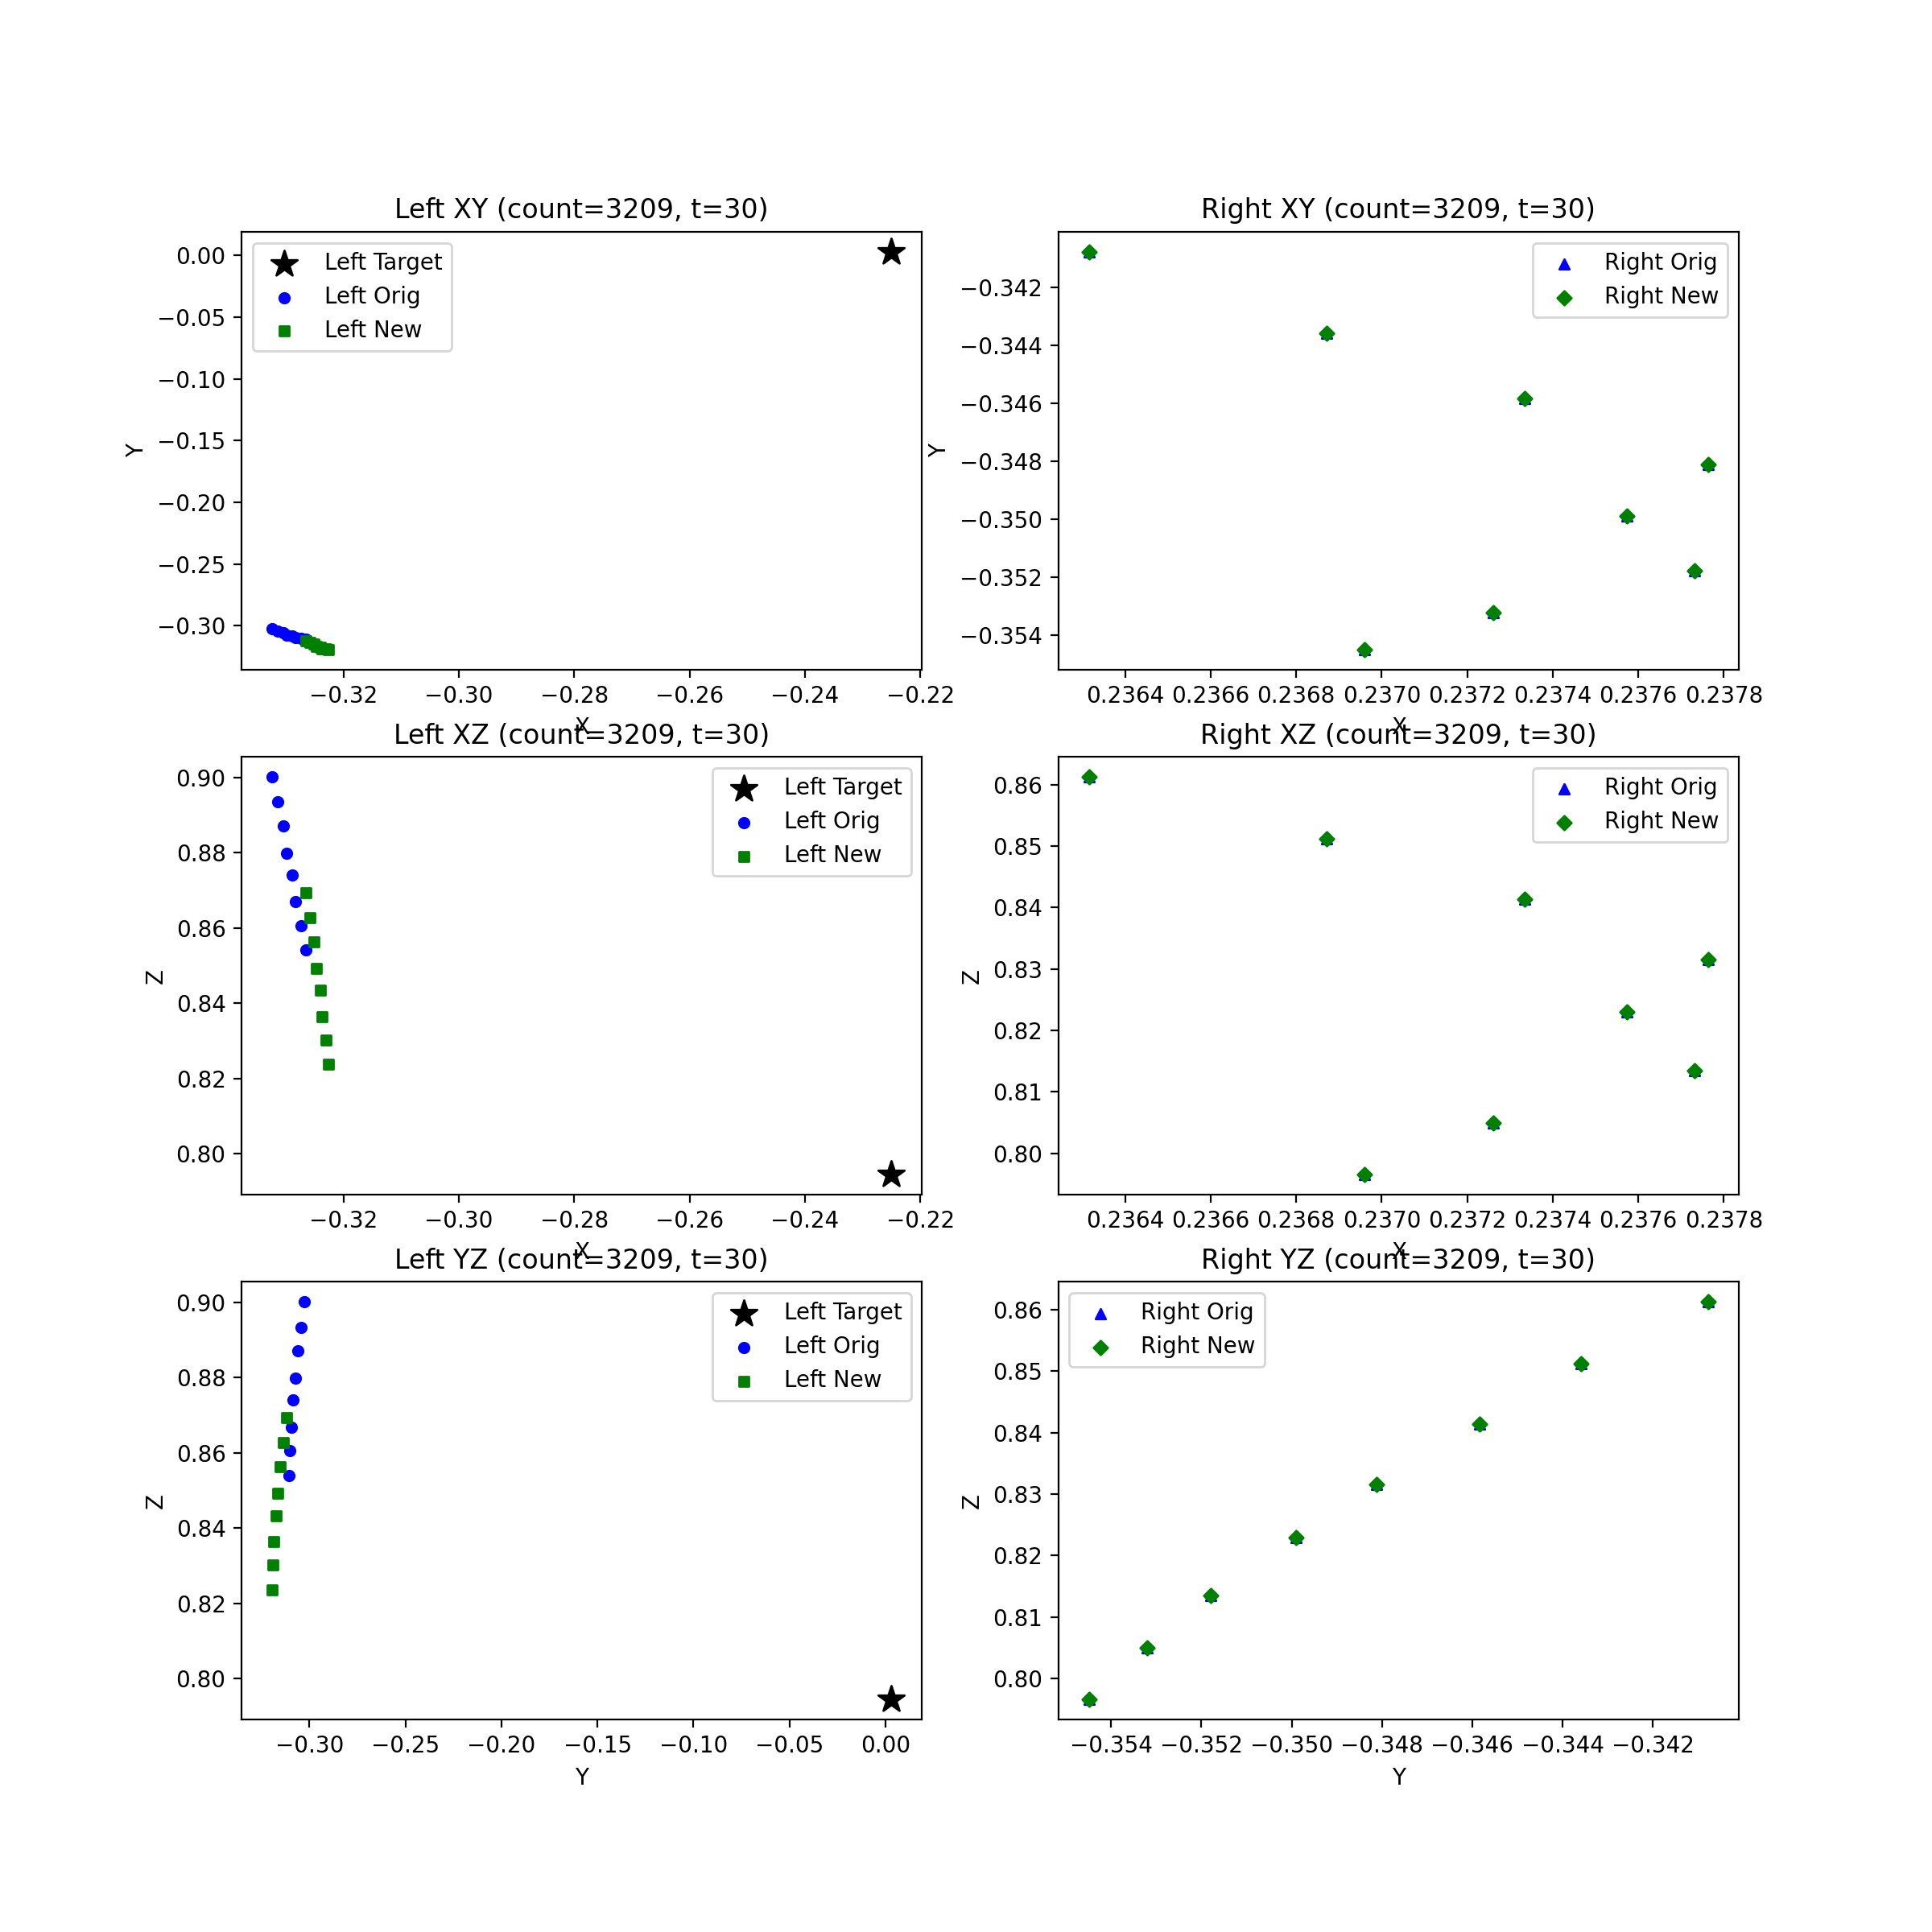 Left XY (count=3209, t=30)
Left Target
Left Orig
Left New
0.00
−0.05
−0.10
−0.15
−0.20
−0.25
−0.30
Y
−0.32
−0.30
−0.28
−0.26
−0.24
−0.22
X
Right XY (count=3209, t=30)
Right Orig
Right New
−0.342
−0.344
−0.346
−0.348
−0.350
−0.352
−0.354
Y
0.2364
0.2366
0.2368
0.2370
0.2372
0.2374
0.2376
0.2378
X
Left XZ (count=3209, t=30)
Left Target
Left Orig
Left New
0.90
0.88
0.86
0.84
0.82
0.80
Z
−0.32
−0.30
−0.28
−0.26
−0.24
−0.22
X
Right XZ (count=3209, t=30)
Right Orig
Right New
0.86
0.85
0.84
0.83
0.82
0.81
0.80
Z
0.2364
0.2366
0.2368
0.2370
0.2372
0.2374
0.2376
0.2378
X
Left YZ (count=3209, t=30)
Left Target
Left Orig
Left New
0.90
0.88
0.86
0.84
0.82
0.80
Z
−0.30
−0.25
−0.20
−0.15
−0.10
−0.05
0.00
Y
Right YZ (count=3209, t=30)
Right Orig
Right New
0.86
0.85
0.84
0.83
0.82
0.81
0.80
Z
−0.354
−0.352
−0.350
−0.348
−0.346
−0.344
−0.342
Y